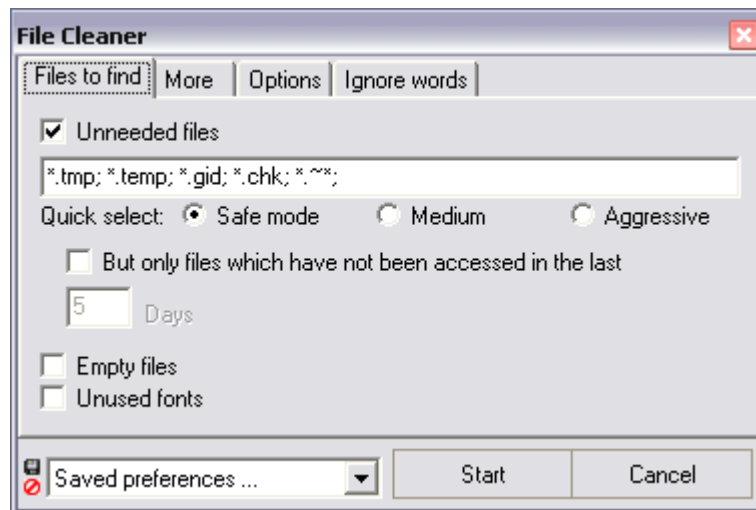 File Cleaner
Files to find More Options Ignore words
Unneeded files
*.tmp; *.temp; *.gid; *.chk; *.~*;
Quick select: Safe mode Medium Aggressive
But only files which have not been accessed in the last
5 Days
Empty files
Unused fonts
Saved preferences ... Start Cancel